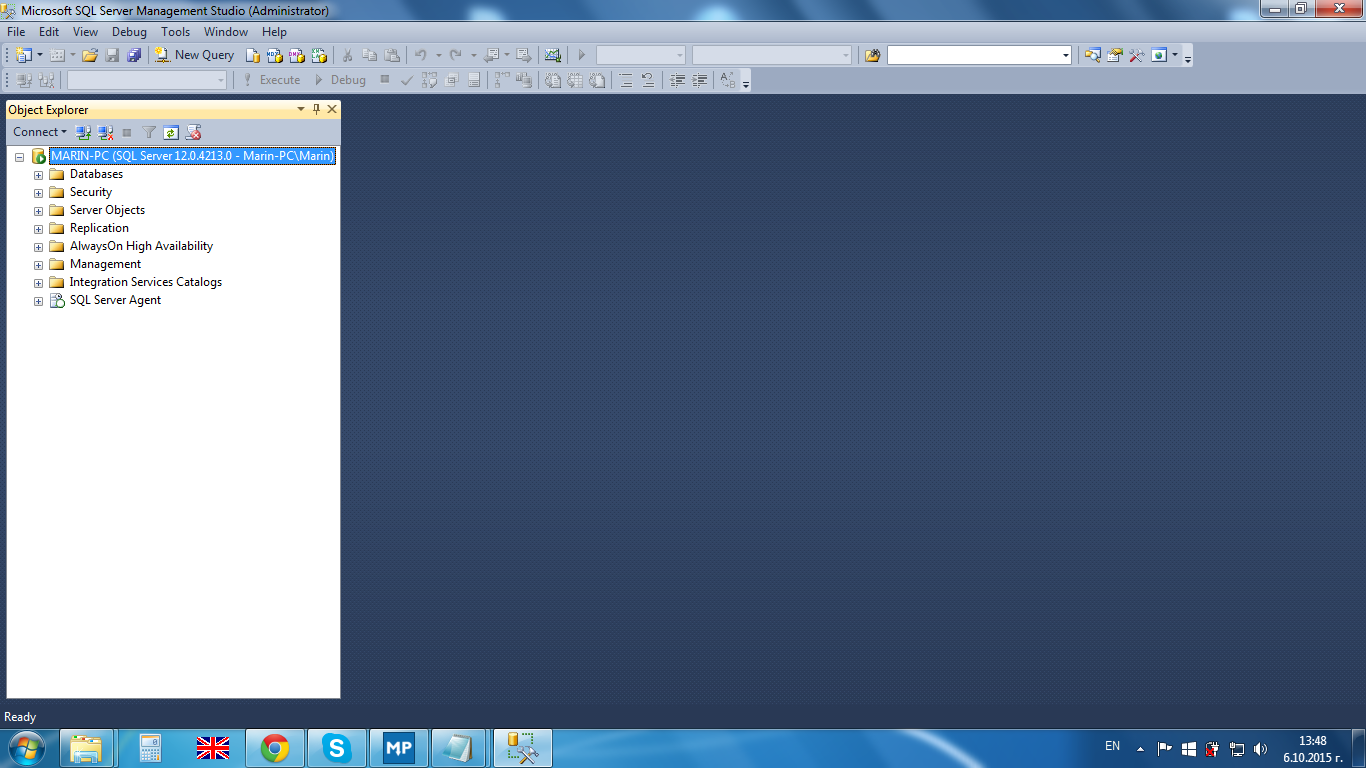 Microsoft SQL Server Management Studio (Administrator)
File Edit View Debug Tools Window Help
New Query
Execute Debug
Object Explorer
Connect
MARIN-PC (SQL Server 12.0.4213.0 - Marin-PC\Marin)
Databases
Security
Server Objects
Replication
AlwaysOn High Availability
Management
Integration Services Catalogs
SQL Server Agent
Ready
MP
EN
13:48
6.10.2015 г.